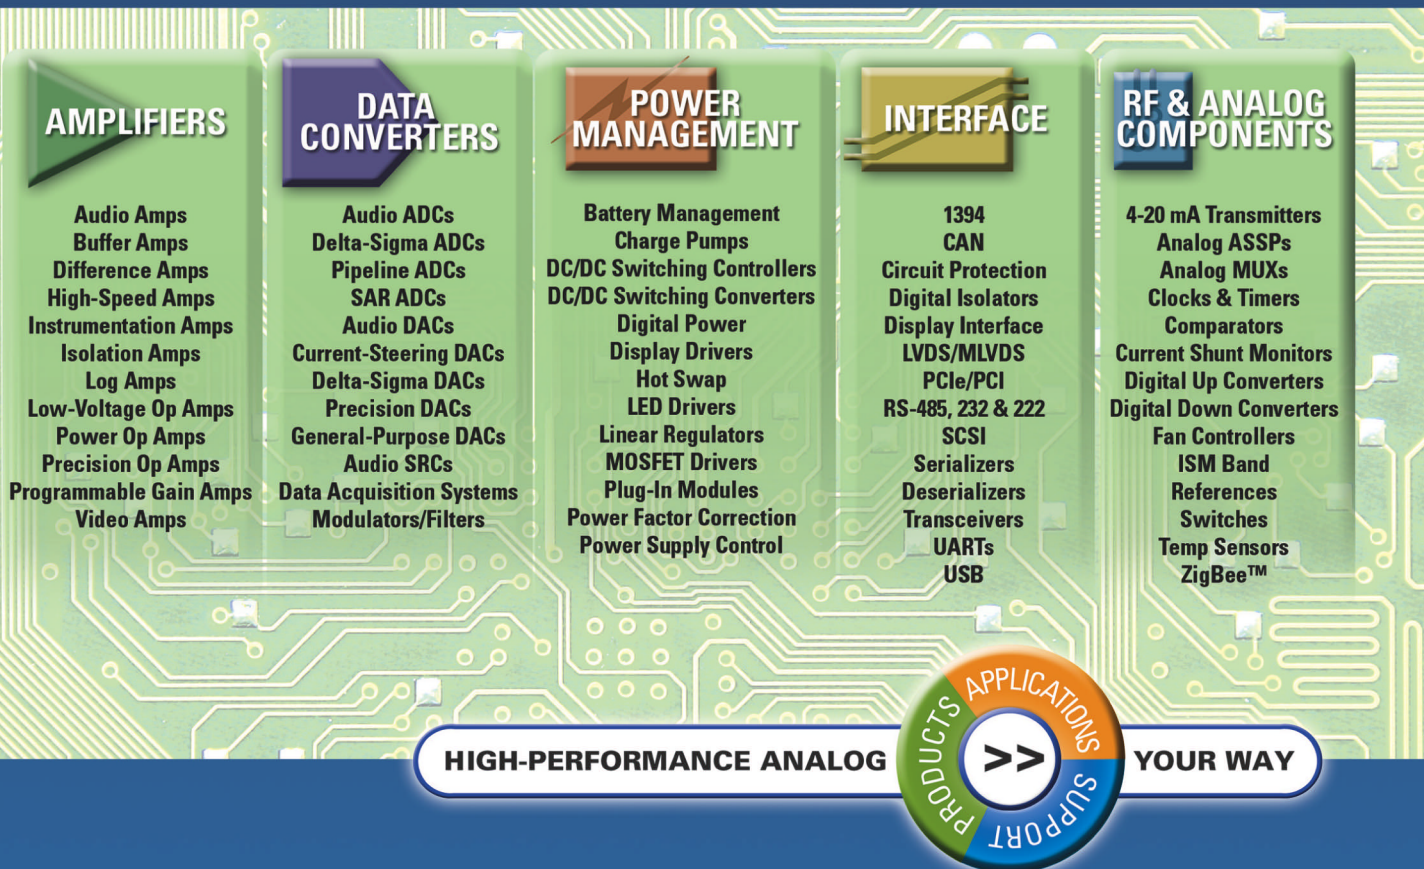 AMPLIFIERS
Audio Amps
Buffer Amps
Difference Amps
High-Speed Amps
Instrumentation Amps
Isolation Amps
Log Amps
Low-Voltage Op Amps
Power Op Amps
Precision Op Amps
Programmable Gain Amps
Video Amps
DATA
CONVERTERS
Audio ADCs
Delta-Sigma ADCs
Pipeline ADCs
SAR ADCs
Audio DACs
Current-Steering DACs
Delta-Sigma DACs
Precision DACs
General-Purpose DACs
Audio SRCs
Data Acquisition Systems
Modulators/Filters
POWER
MANAGEMENT
Battery Management
Charge Pumps
DC/DC Switching Controllers
DC/DC Switching Converters
Digital Power
Display Drivers
Hot Swap
LED Drivers
Linear Regulators
MOSFET Drivers
Plug-In Modules
Power Factor Correction
Power Supply Control
INTERFACE
1394
CAN
Circuit Protection
Digital Isolators
Display Interface
LVDS/MLVDS
PCIe/PCI
RS-485, 232 & 222
SCSI
Serializers
Deserializers
Transceivers
UARTs
USB
RF & ANALOG
COMPONENTS
4-20 mA Transmitters
Analog ASSPs
Analog MUXs
Clocks & Timers
Comparators
Current Shunt Monitors
Digital Up Converters
Digital Down Converters
Fan Controllers
ISM Band
References
Switches
Temp Sensors
ZigBee™
HIGH-PERFORMANCE ANALOG
PRODUCTS
APPLICATIONS
SUPPORT
>>
YOUR WAY